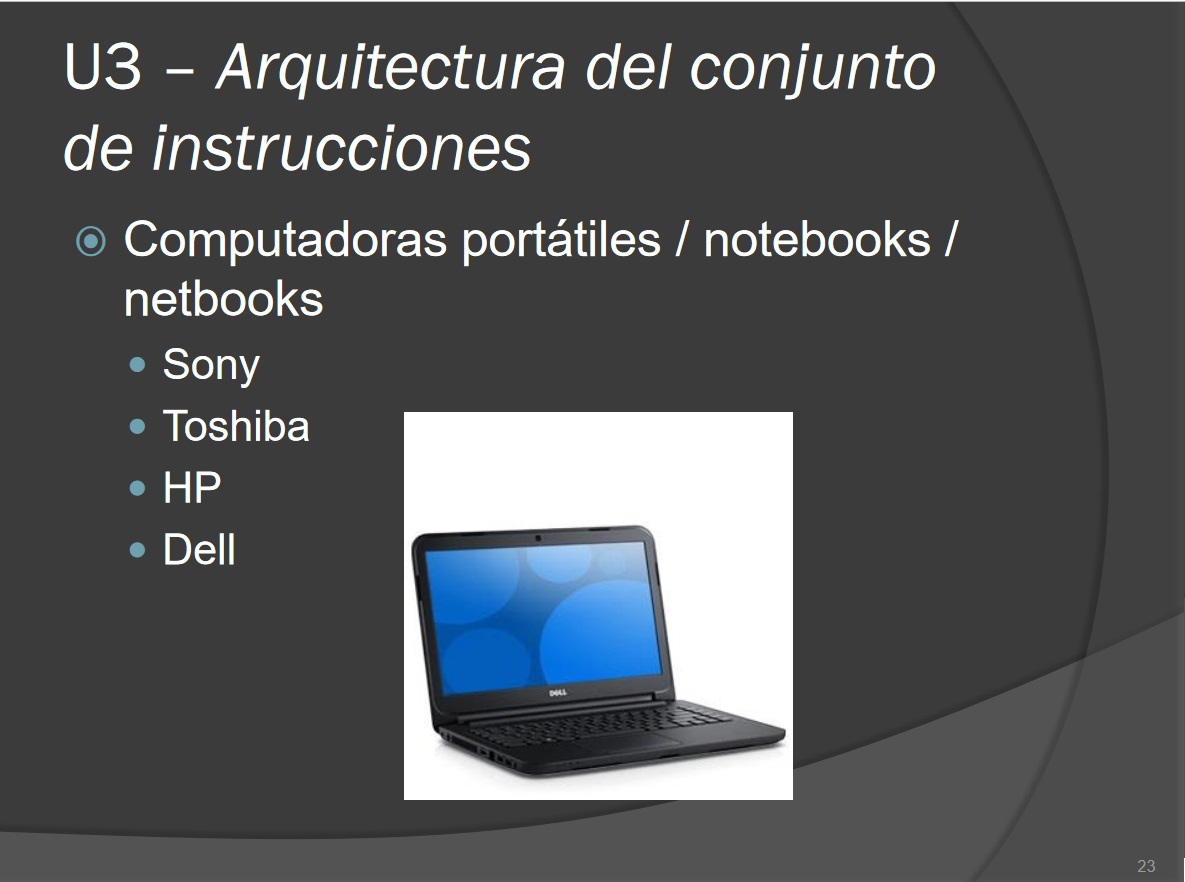 U3 – Arquitectura del conjunto
de instrucciones
Computadoras portátiles / notebooks /
netbooks
Sony
Toshiba
HP
Dell
DELL
23